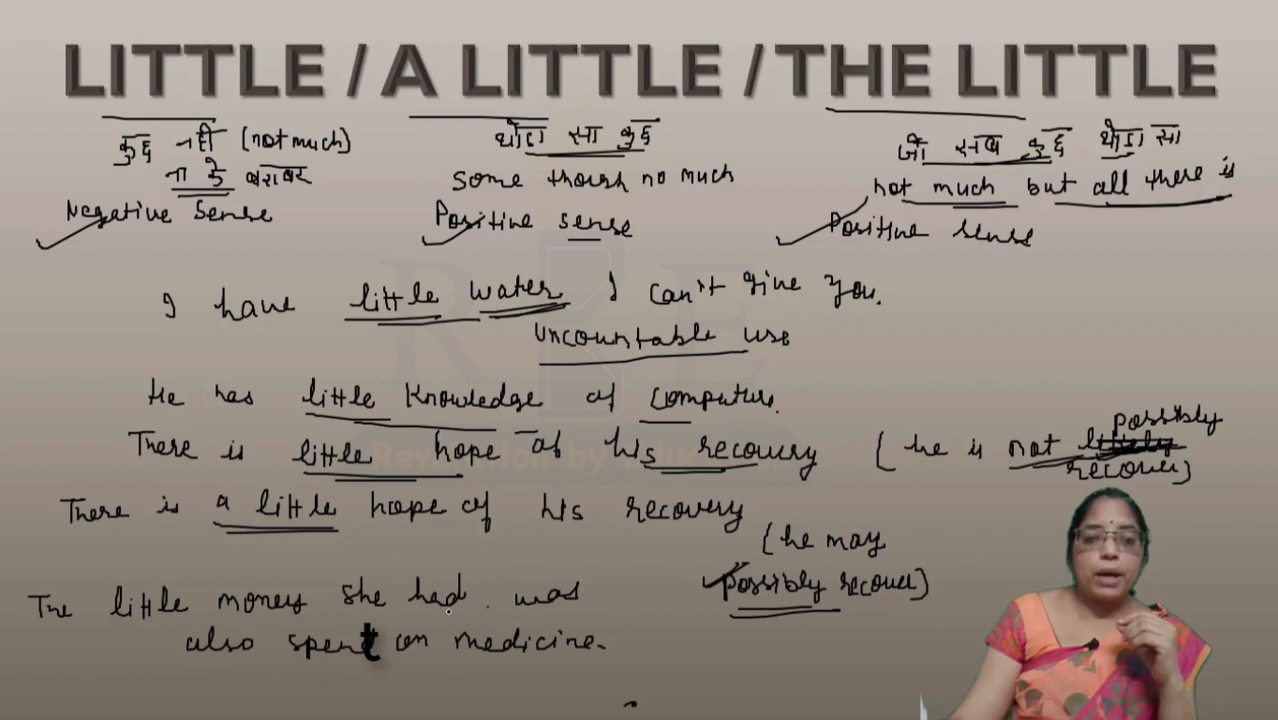 LITTLE / A LITTLE / THE LITTLE
कुछ नहीं (not much)
ना के बराबर
Negative Sense
थोडा सा कुछ
Some though no much
Positive sense
जो सब कुछ थोडा सा
not much but all there is
Positive sense
I have little water I can't give you.
Uncountable use
He has little knowledge of computer.
There is little hope of his recovery (he is not possibly
recover)
There is a little hope of his recovery
(he may
possibly recover)
The little money she had was
also spent on medicine.